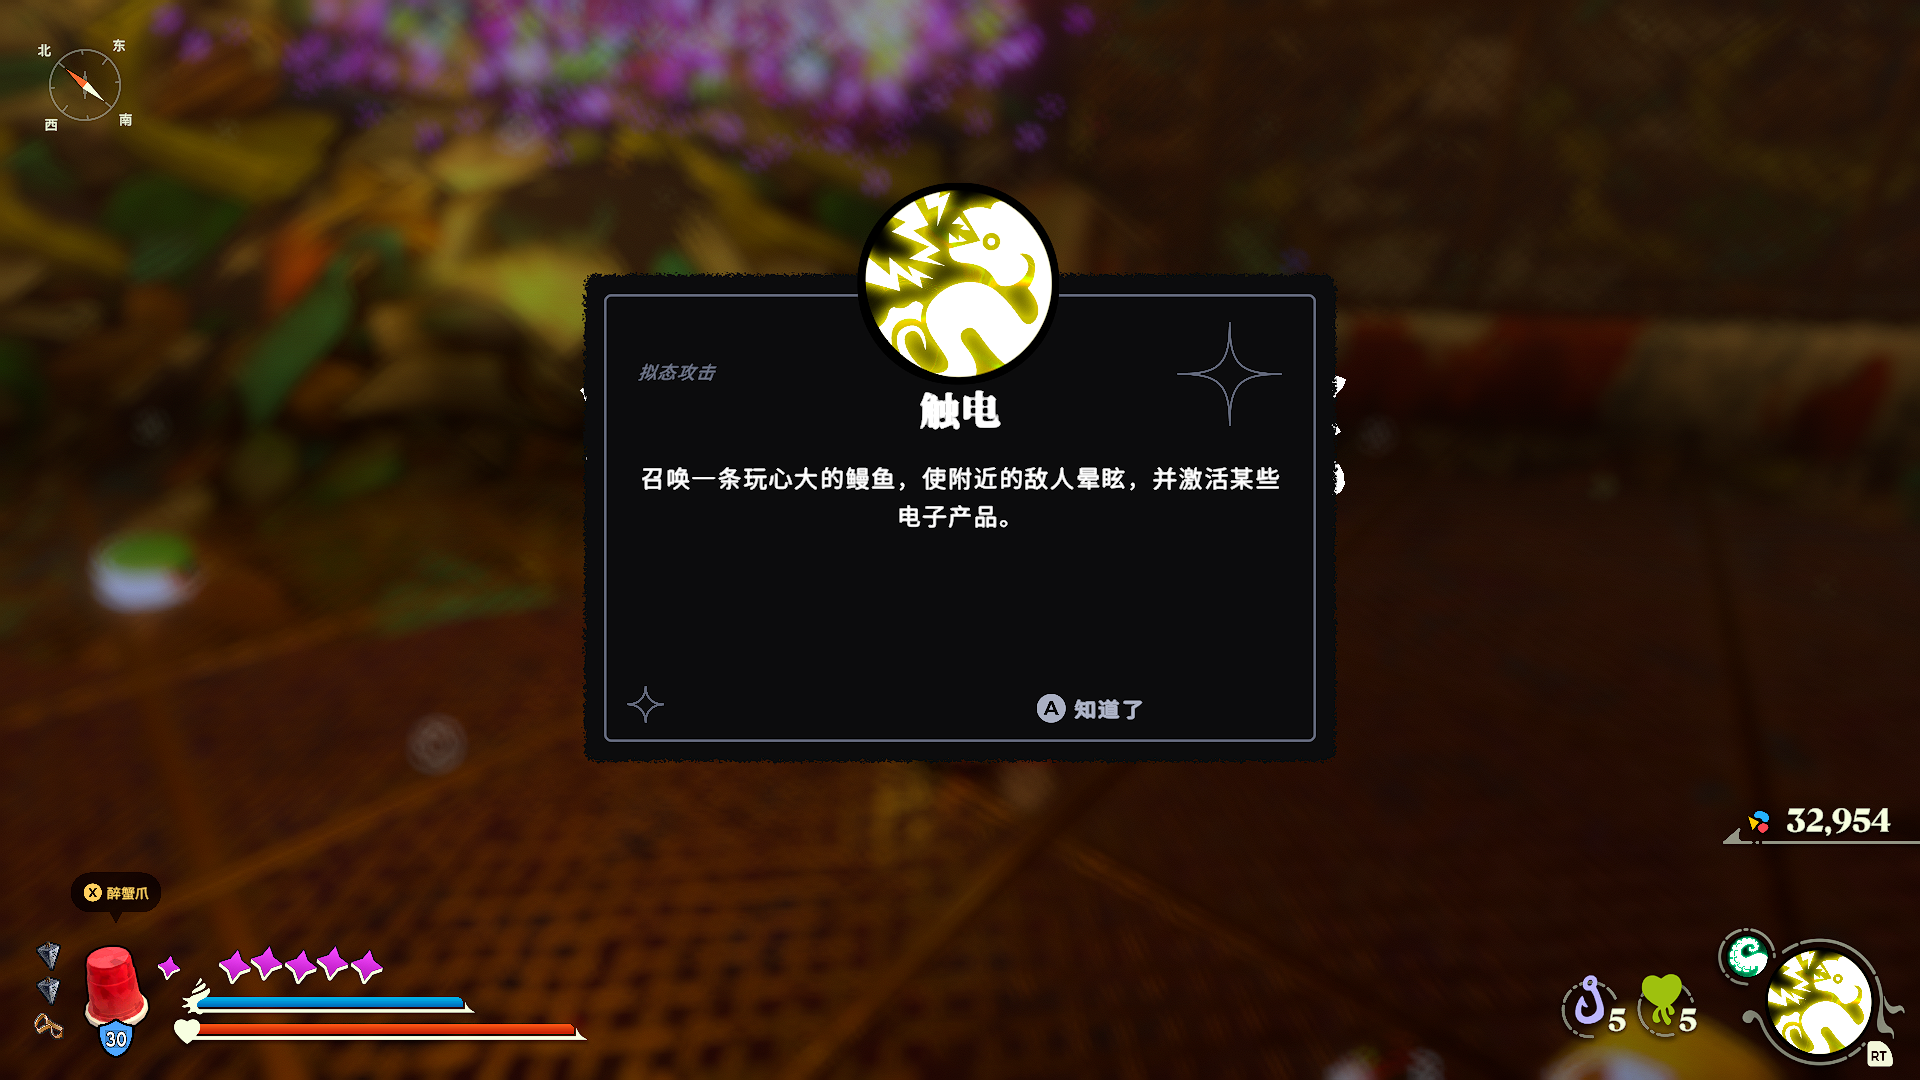 北
东
西
南
拟态攻击
触电
召唤一条玩心大的鳗鱼，使附近的敌人晕眩，并激活某些
电子产品。
A 知道了
32,954
X 醉蟹爪
30
5
5
RT